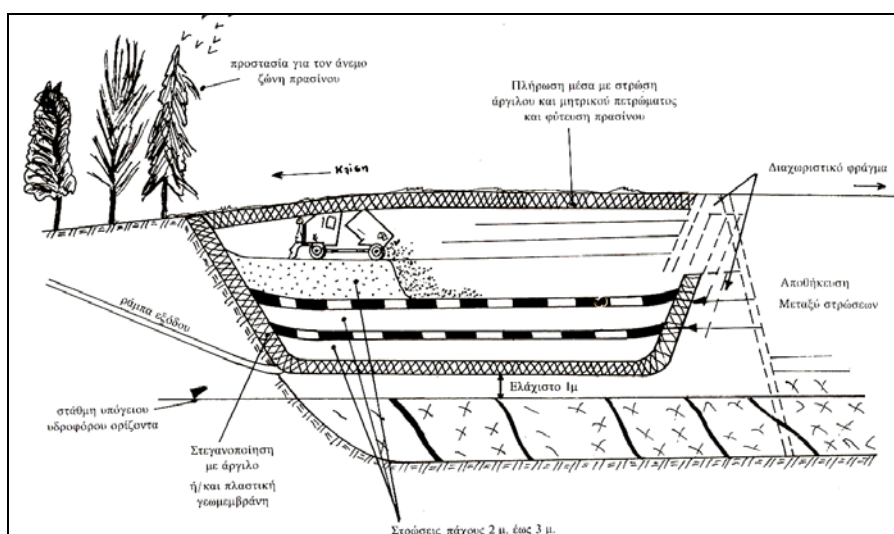 προστασία για τον άνεμο
ζώνη πρασίνου
Πλήρωση μέσα με στρώση
άργιλου και μητρικού πετρώματος
και φύτευση πρασίνου
Κλίση
Διαχωριστικό φράγμα
ράμπα εξόδου
Αποθήκευση
Μεταξύ στρώσεων
Ελάχιστο 1μ
στάθμη υπόγειου
υδροφόρου ορίζοντα
Στεγανοποίηση
με άργιλο
ή/και πλαστική
γεωμεμβράνη
Στρώσεις πάχους 2 μ. έως 3 μ.